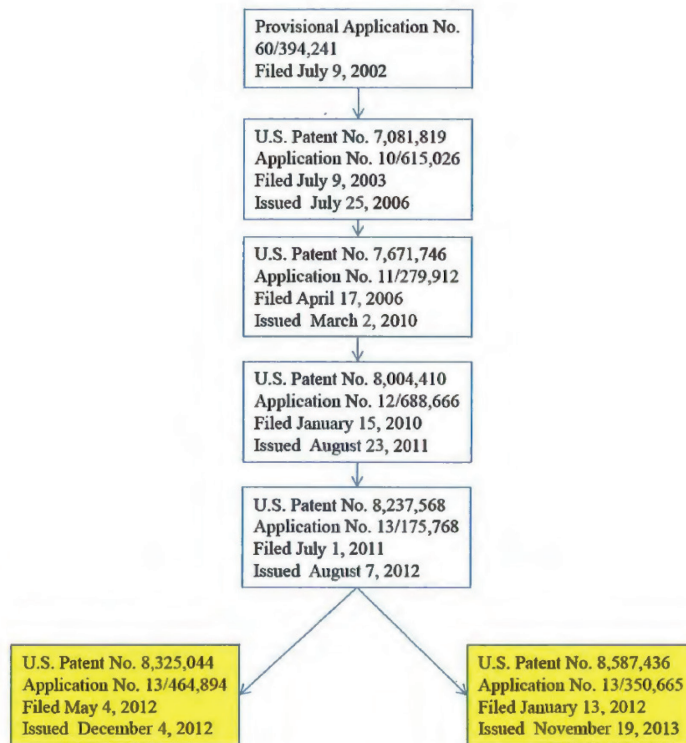 Provisional Application No.
60/394,241
Filed July 9, 2002
U.S. Patent No. 7,081,819
Application No. 10/615,026
Filed July 9, 2003
Issued July 25, 2006
U.S. Patent No. 7,671,746
Application No. 11/279,912
Filed April 17, 2006
Issued March 2, 2010
U.S. Patent No. 8,004,410
Application No. 12/688,666
Filed January 15, 2010
Issued August 23, 2011
U.S. Patent No. 8,237,568
Application No. 13/175,768
Filed July 1, 2011
Issued August 7, 2012
U.S. Patent No. 8,325,044
Application No. 13/464,894
Filed May 4, 2012
Issued December 4, 2012
U.S. Patent No. 8,587,436
Application No. 13/350,665
Filed January 13, 2012
Issued November 19, 2013